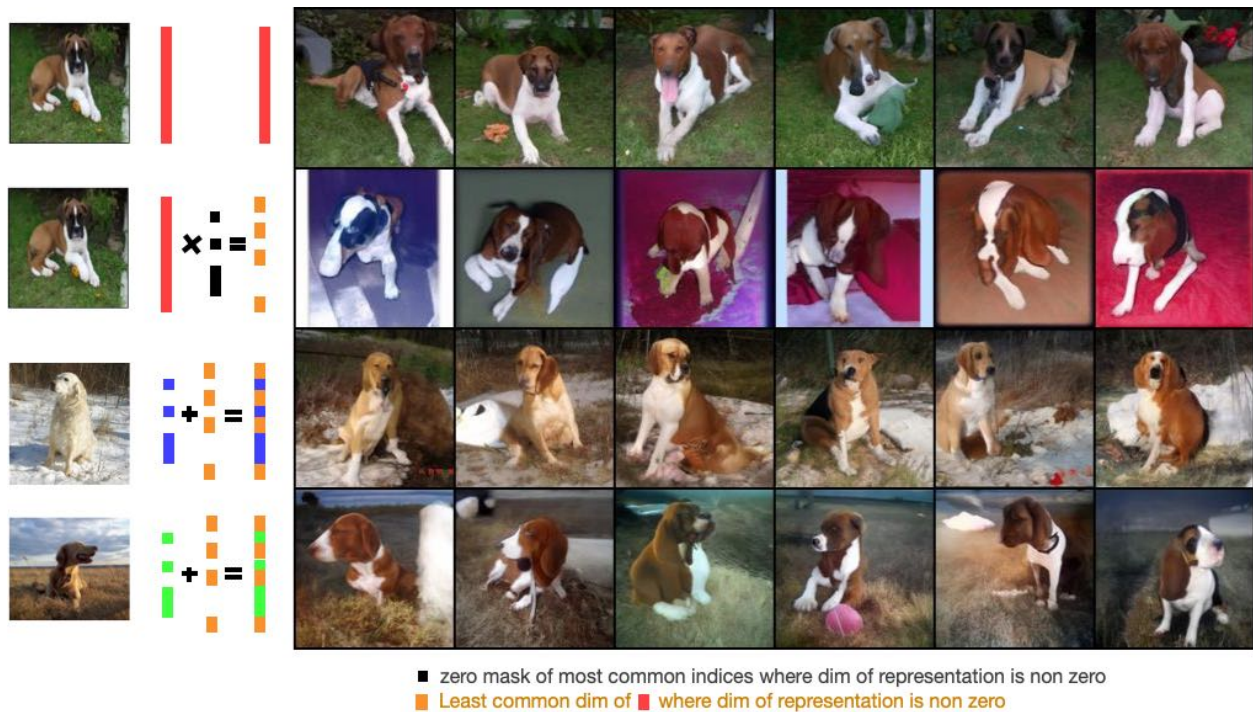 zero mask of most common indices where dim of representation is non zero
Least common dim of where dim of representation is non zero